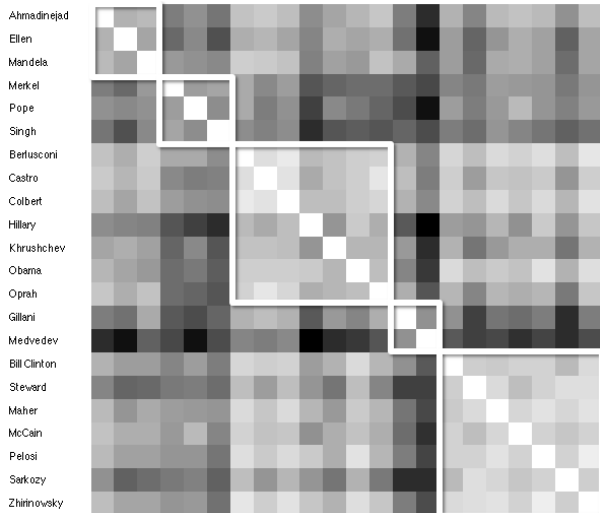 Ahmadinejad
Ellen
Mandela
Merkel
Pope
Singh
Berlusconi
Castro
Colbert
Hillary
Khrushchev
Obama
Oprah
Gillani
Medvedev
Bill Clinton
Steward
Maher
McCain
Pelosi
Sarkozy
Zhirinowsky